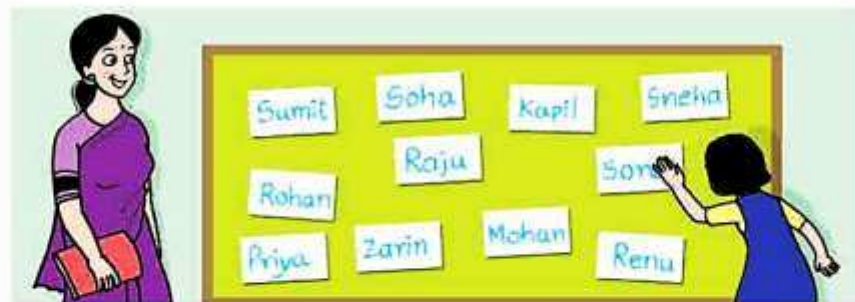 Sumit
Soha
Kapil
Sneha
Raju
Rohan
Priya
Zarin
Mohan
Renu